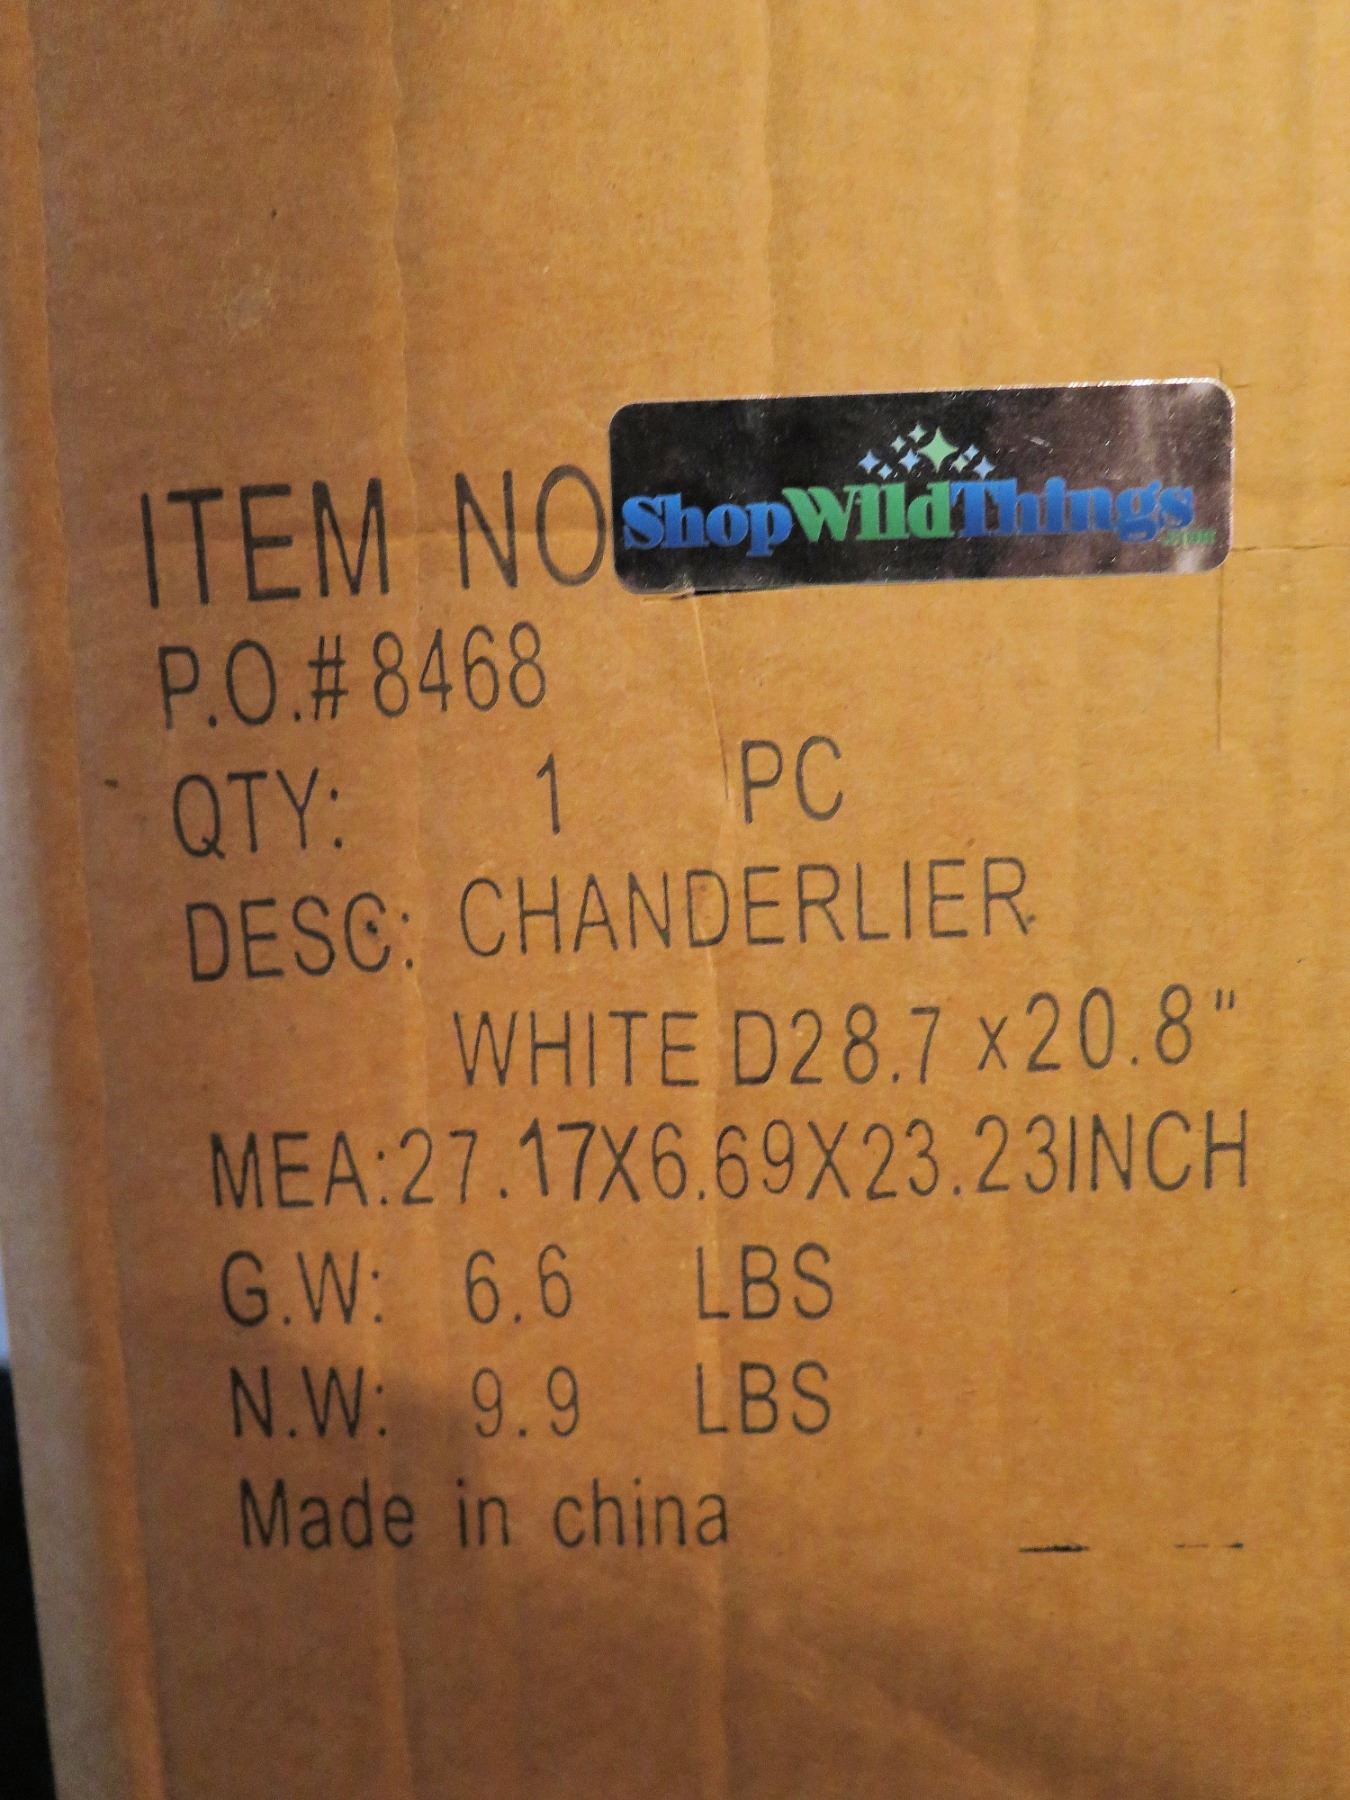 ITEM NO
ShopWildThings
.com
P.O.#8468
QTY: 1 PC
DESC: CHANDERLIER
WHITE D28.7 x20.8"
MEA:27.17X6.69X23.23INCH
G.W: 6.6 LBS
N.W: 9.9 LBS
Made in china